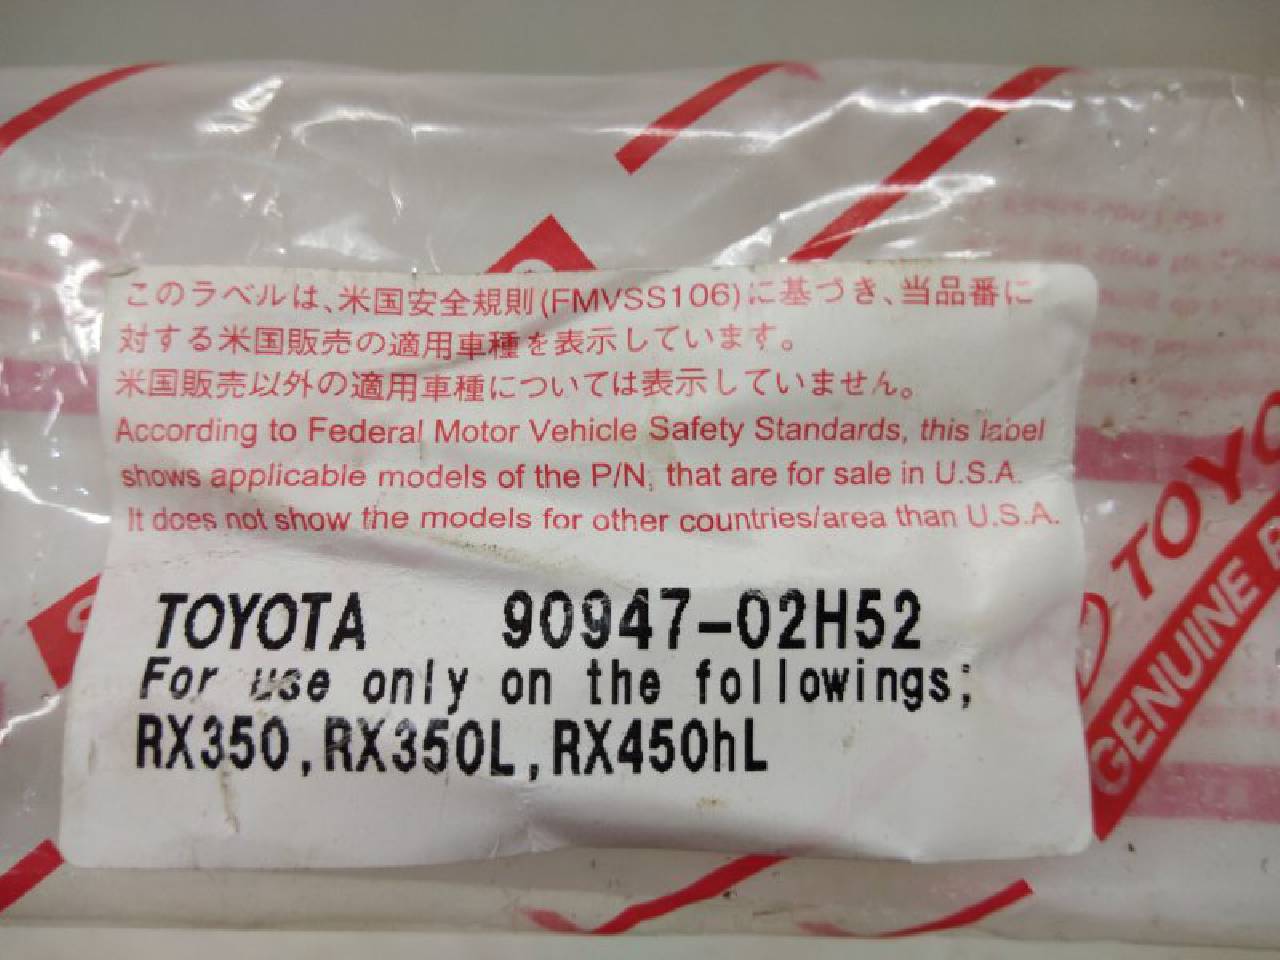 このラベルは、米国安全規則(FMVSS106)に基づき、当品番に
対する米国販売の適用車種を表示しています。
米国販売以外の適用車種については表示していません。
According to Federal Motor Vehicle Safety Standards, this label
shows applicable models of the P/N, that are for sale in U.S.A.
It does not show the models for other countries/area than U.S.A.
TOYOTA 90947-02H52
For use only on the followings;
RX350,RX350L,RX450hL
GENUINE